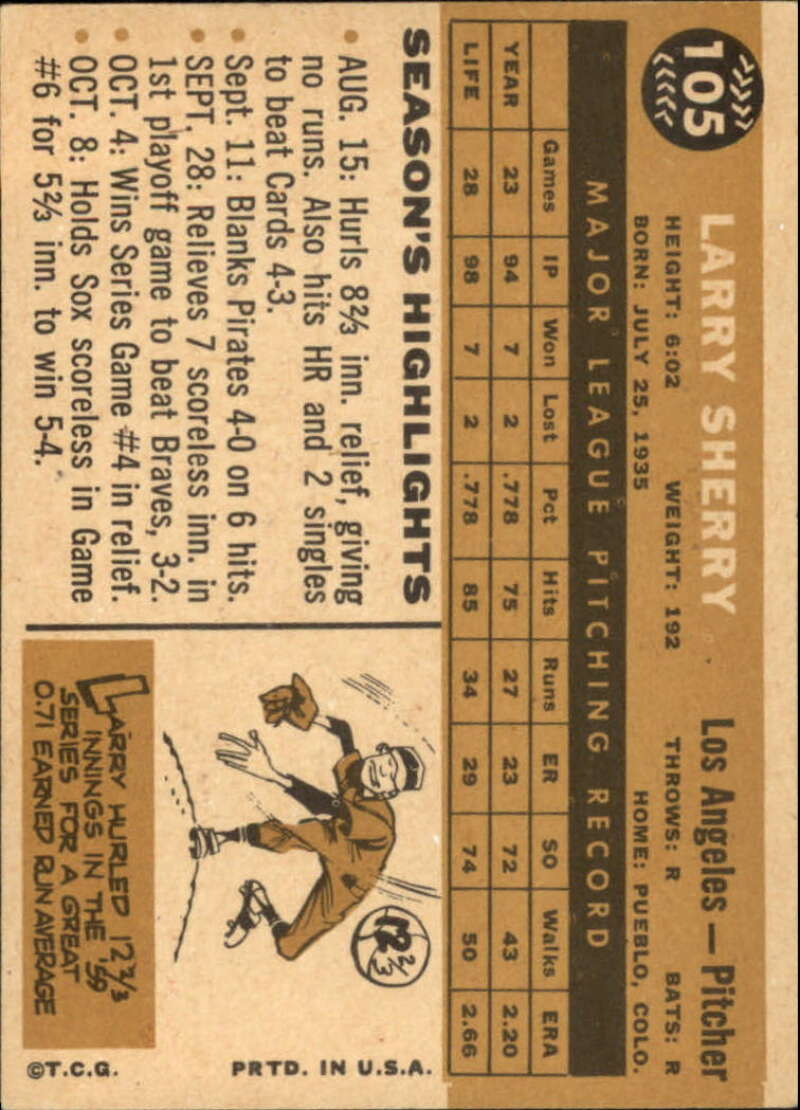 105
LARRY SHERRY
Los Angeles — Pitcher
HEIGHT: 6:02 WEIGHT: 192 THROWS: R BATS: R
BORN: JULY 25, 1935 HOME: PUEBLO, COLO.
MAJOR LEAGUE PITCHING RECORD
Games IP Won Lost Pct Hits Runs ER SO Walks ERA
YEAR 23 94 7 2 .778 75 27 23 72 43 2.20
LIFE 28 98 7 2 .778 85 34 29 74 50 2.66
SEASON'S HIGHLIGHTS
• AUG. 15: Hurls 8⅔ inn. relief, giving
no runs. Also hits HR and 2 singles
to beat Cards 4-3.
• Sept. 11: Blanks Pirates 4-0 on 6 hits.
• SEPT. 28: Relieves 7 scoreless inn. in
1st playoff game to beat Braves, 3-2.
• OCT. 4: Wins Series Game #4 in relief.
• OCT. 8: Holds Sox scoreless in Game
#6 for 5⅔ inn. to win 5-4.
12⅔
LARRY HURLED 12⅔
INNINGS IN THE '59
SERIES FOR A GREAT
0.71 EARNED RUN AVERAGE
©T.C.G. PRTD. IN U.S.A.